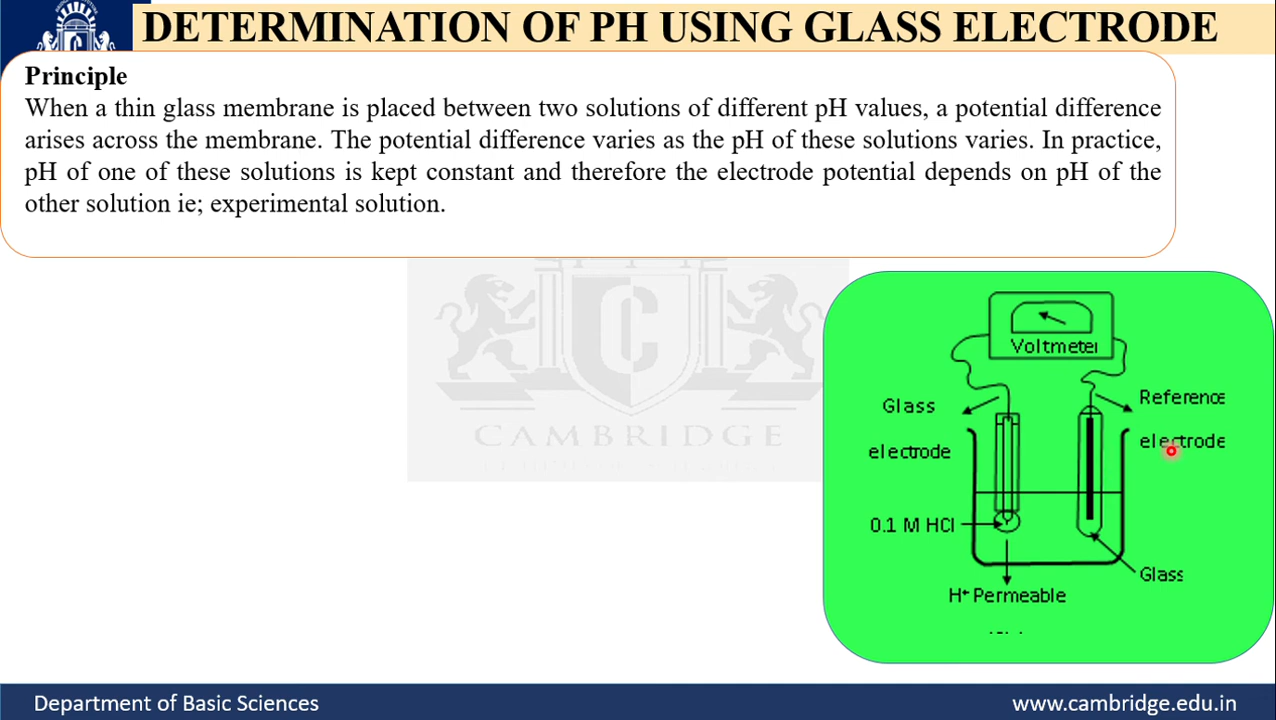 DETERMINATION OF PH USING GLASS ELECTRODE
Principle
When a thin glass membrane is placed between two solutions of different pH values, a potential difference
arises across the membrane. The potential difference varies as the pH of these solutions varies. In practice,
pH of one of these solutions is kept constant and therefore the electrode potential depends on pH of the
other solution ie; experimental solution.
CAMBRIDGE
Voltmeter
Glass
electrode
Reference
electrode
0.1 M HCl
Glass
H+ Permeable
Department of Basic Sciences
www.cambridge.edu.in